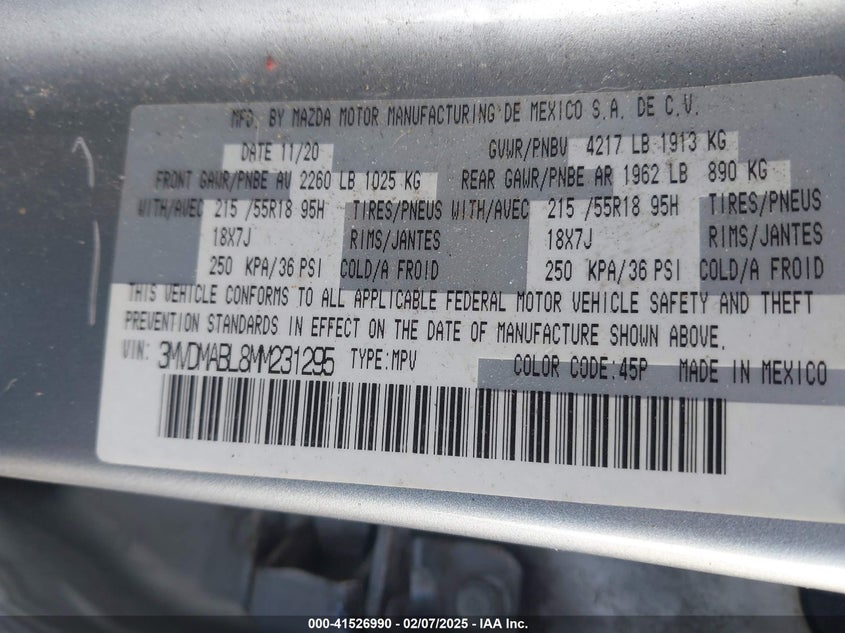 MFD. BY MAZDA MOTOR MANUFACTURING DE MEXICO S.A. DE C.V.
DATE 11/20 GVWR/PNBV 4217 LB 1913 KG
FRONT GAWR/PNBE AV 2260 LB 1025 KG REAR GAWR/PNBE AR 1962 LB 890 KG
WITH/AVEC 215 /55R18 95H TIRES/PNEUS WITH/AVEC 215 /55R18 95H TIRES/PNEUS
18X7J RIMS/JANTES 18X7J RIMS/JANTES
250 KPA/36 PSI COLD/A FROID 250 KPA/36 PSI COLD/A FROID
THIS VEHICLE CONFORMS TO ALL APPLICABLE FEDERAL MOTOR VEHICLE SAFETY AND THEFT
PREVENTION STANDARDS IN EFFECT ON THE DATE OF MANUFACTURE SHOWN ABOVE.
VIN: 3MVDMABL8MM231295 TYPE:MPV COLOR CODE:45P MADE IN MEXICO
000-41526990 — 02/07/2025 — IAA Inc.